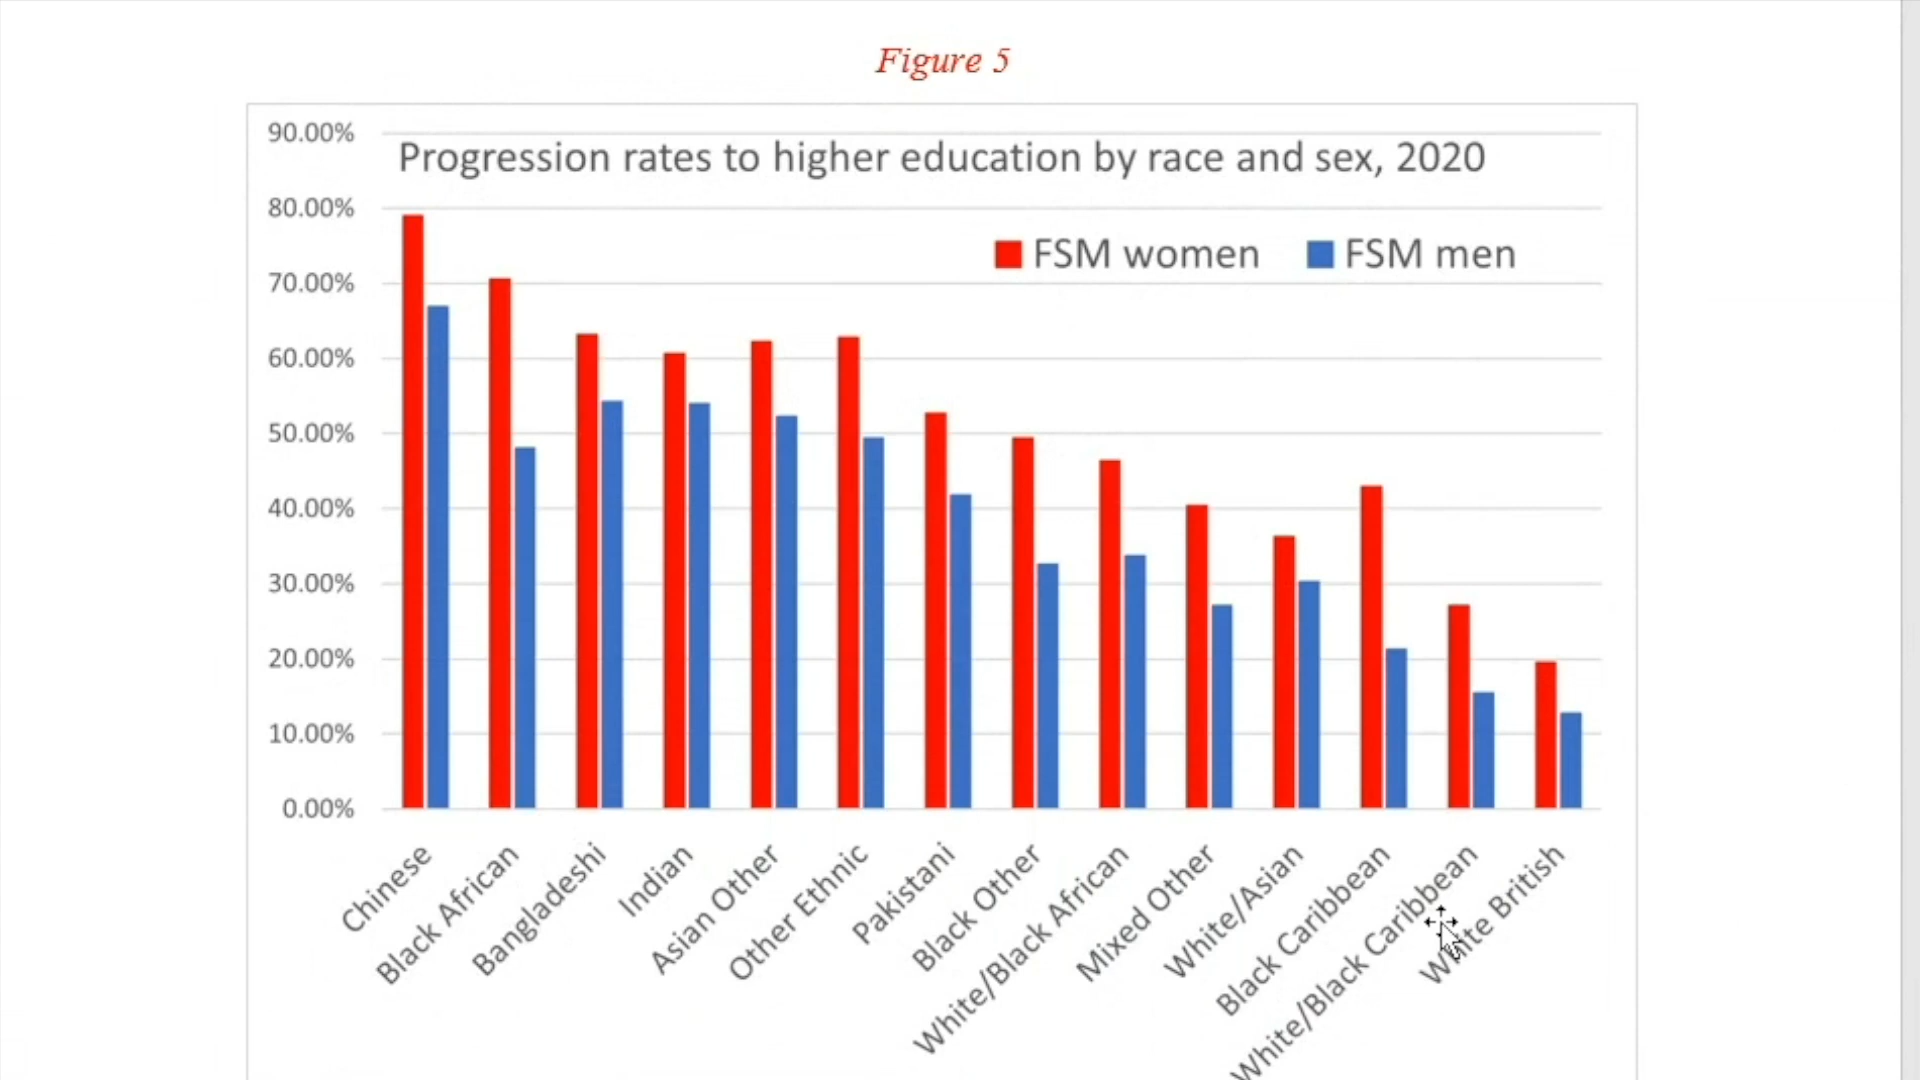 Figure 5
90.00%
Progression rates to higher education by race and sex, 2020
80.00%
FSM women FSM men
70.00%
60.00%
50.00%
40.00%
30.00%
20.00%
10.00%
0.00%
Chinese
Black African
Bangladeshi
Indian
Asian Other
Other Ethnic
Pakistani
Black Other
White/Black African
Mixed Other
White/Asian
Black Caribbean
White/Black Caribbean
White British